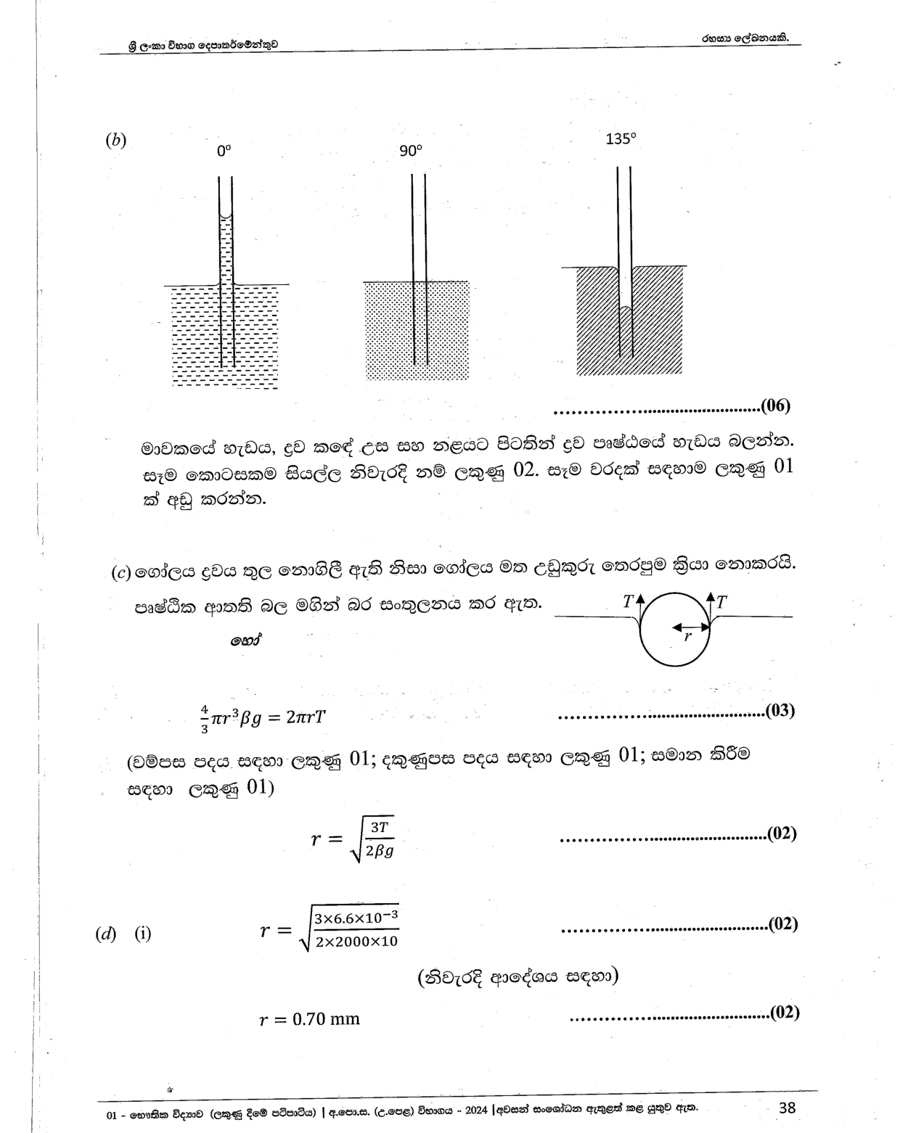 ශ්‍රී ලංකා විභාග දෙපාර්තමේන්තුව
රහස්‍ය ලේඛනයකි.
(b)
0°
90°
135°
................................................(06)
මාවකයේ හැඩය, ද්‍රව කඳේ උස සහ නළයට පිටතින් ද්‍රව පෘෂ්ඨයේ හැඩය බලන්න.
සෑම කොටසකම සියල්ල නිවැරදි නම් ලකුණු 02. සෑම වරදක් සඳහාම ලකුණු 01
ක් අඩු කරන්න.
(c) ගෝලය ද්‍රවය තුල නොගිලී ඇති නිසා ගෝලය මත උඩුකුරු තෙරපුම ක්‍රියා නොකරයි.
පෘෂ්ඨික ආතති බල මගින් බර සංතුලනය කර ඇත.
T T
r
හෝ
4/3 πr³βg = 2πrT ................................................(03)
(වම්පස පදය සඳහා ලකුණු 01; දකුණුපස පදය සඳහා ලකුණු 01; සමාන කිරීම
සඳහා ලකුණු 01)
r = √(3T/2βg) ................................................(02)
(d) (i) r = √(3×6.6×10⁻³/2×2000×10) ................................................(02)
(නිවැරදි ආදේශය සඳහා)
r = 0.70 mm ................................................(02)
01 - භෞතික විද්‍යාව (ලකුණු දීමේ පටිපාටිය) | අ.පො.ස. (උ.පෙළ) විභාගය - 2024 | අවසන් සංශෝධන ඇතුළත් කළ යුතුව ඇත.
38